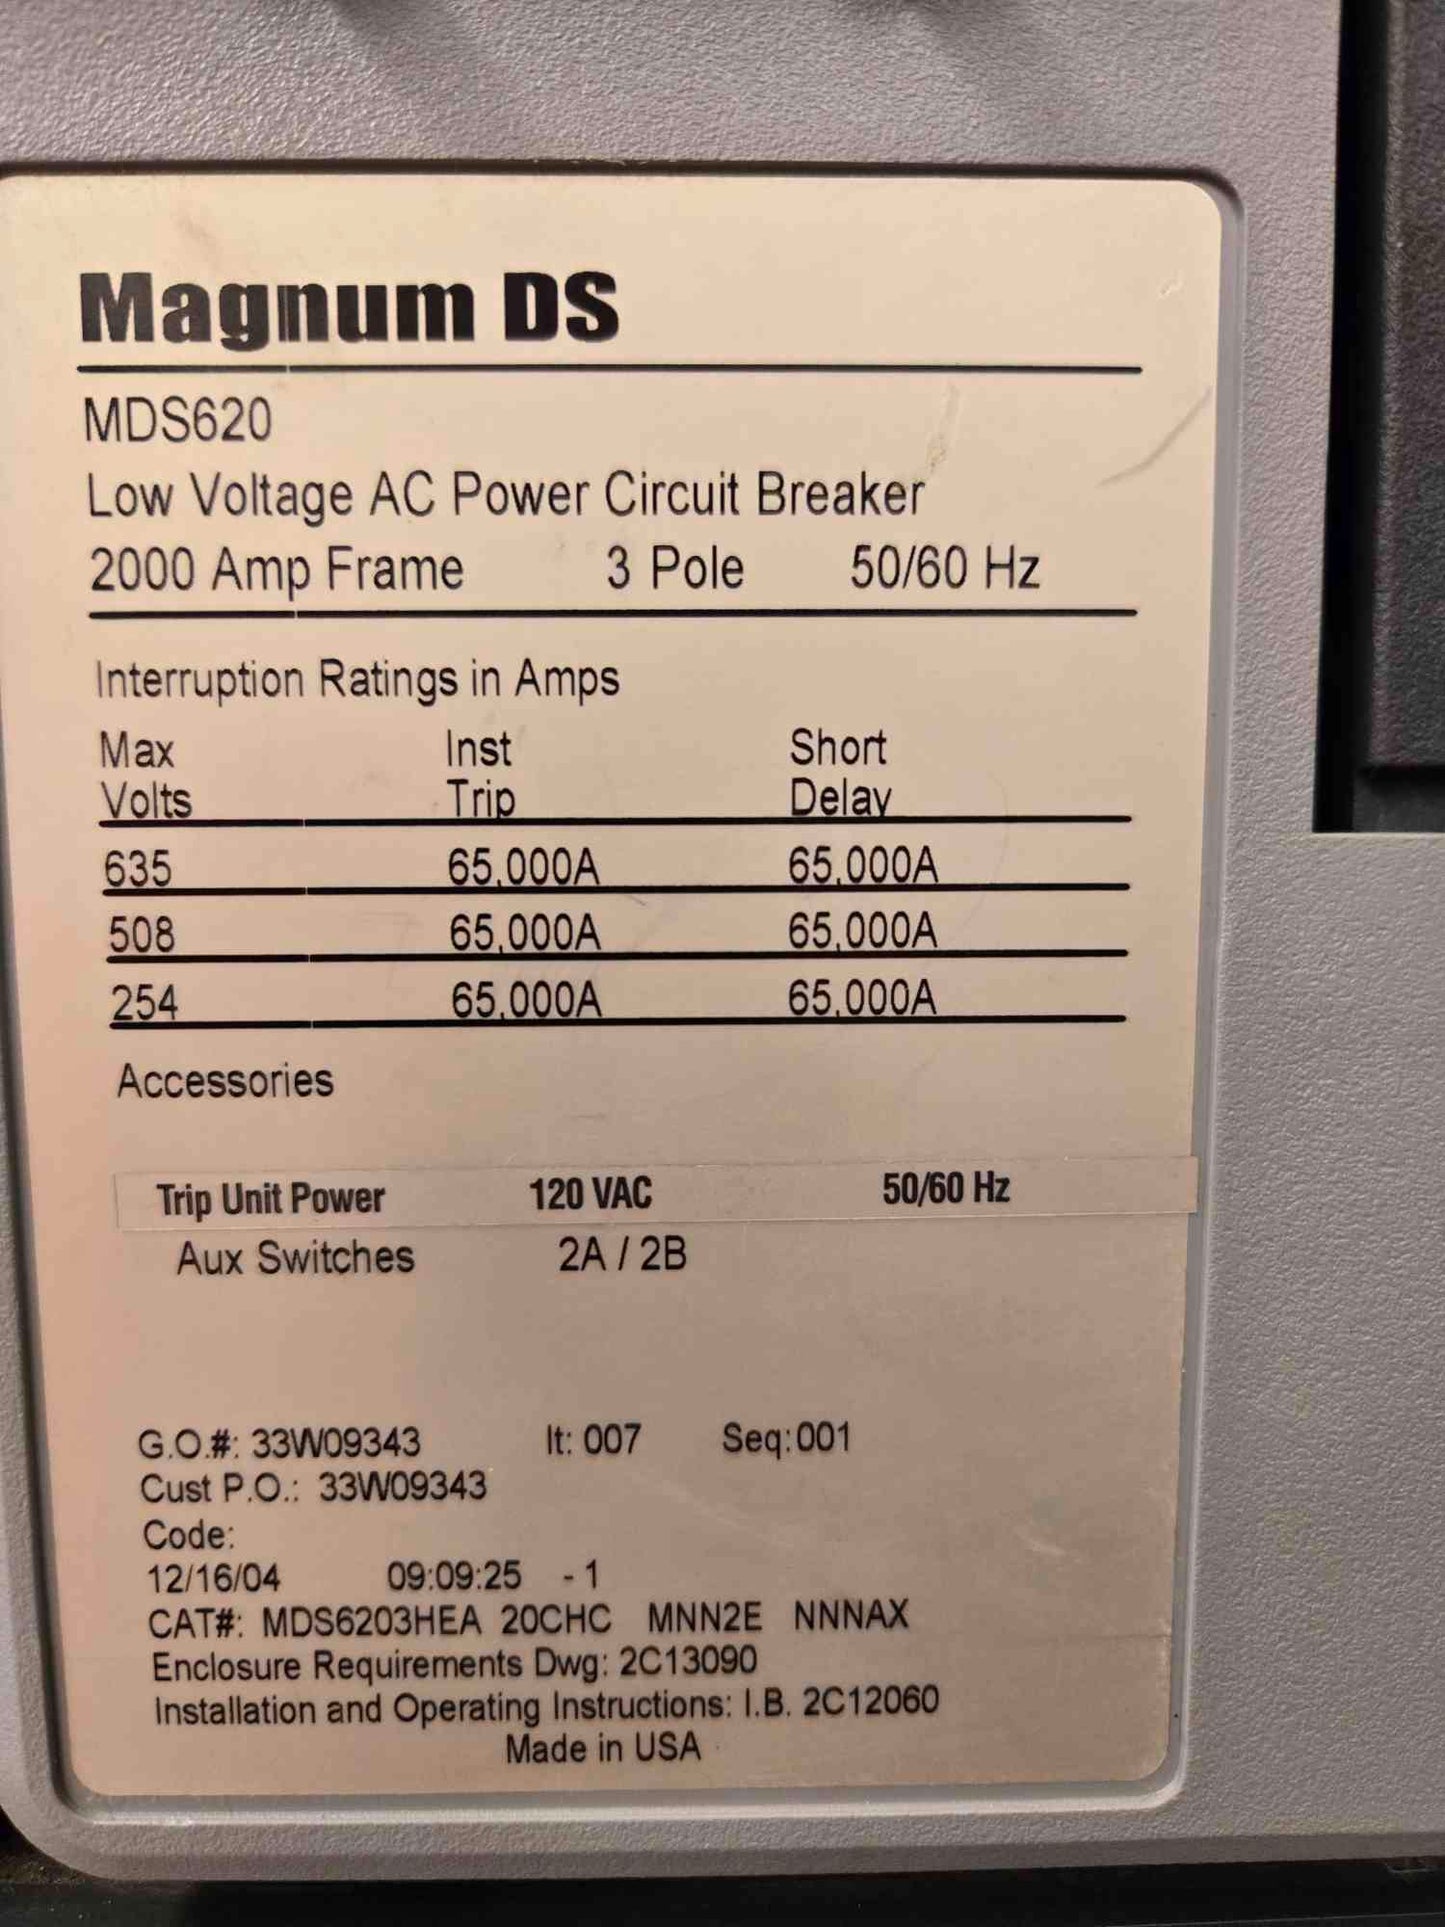 Magnum DS
MDS620
Low Voltage AC Power Circuit Breaker
2000 Amp Frame 3 Pole 50/60 Hz
Interruption Ratings in Amps
Max Inst Short
Volts Trip Delay
635 65,000A 65,000A
508 65,000A 65,000A
254 65,000A 65,000A
Accessories
Trip Unit Power 120 VAC 50/60 Hz
Aux Switches 2A / 2B
G.O.#: 33W09343 It: 007 Seq:001
Cust P.O.: 33W09343
Code:
12/16/04 09:09:25 - 1
CAT#: MDS6203HEA 20CHC MNN2E NNNAX
Enclosure Requirements Dwg: 2C13090
Installation and Operating Instructions: I.B. 2C12060
Made in USA